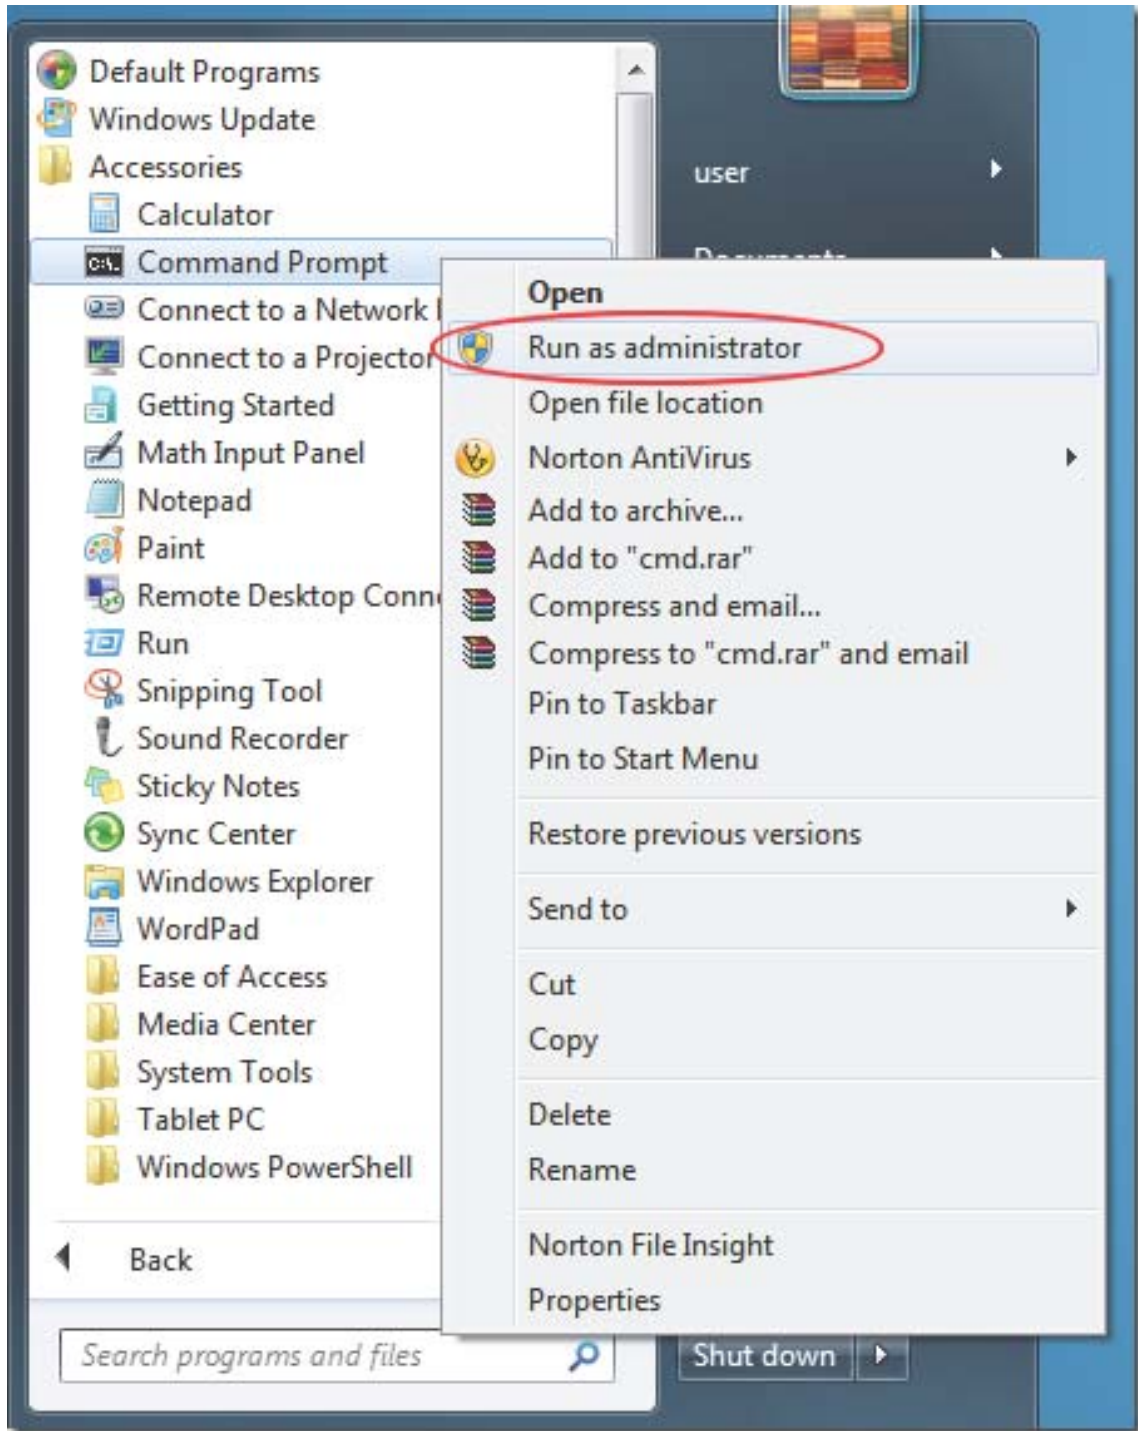 Default Programs
Windows Update
Accessories
Calculator
Command Prompt
Connect to a Network
Connect to a Projector
Getting Started
Math Input Panel
Notepad
Paint
Remote Desktop Conn
Run
Snipping Tool
Sound Recorder
Sticky Notes
Sync Center
Windows Explorer
WordPad
Ease of Access
Media Center
System Tools
Tablet PC
Windows PowerShell
Back
Search programs and files
user
Documents
Open
Run as administrator
Open file location
Norton AntiVirus
Add to archive...
Add to "cmd.rar"
Compress and email...
Compress to "cmd.rar" and email
Pin to Taskbar
Pin to Start Menu
Restore previous versions
Send to
Cut
Copy
Delete
Rename
Norton File Insight
Properties
Shut down